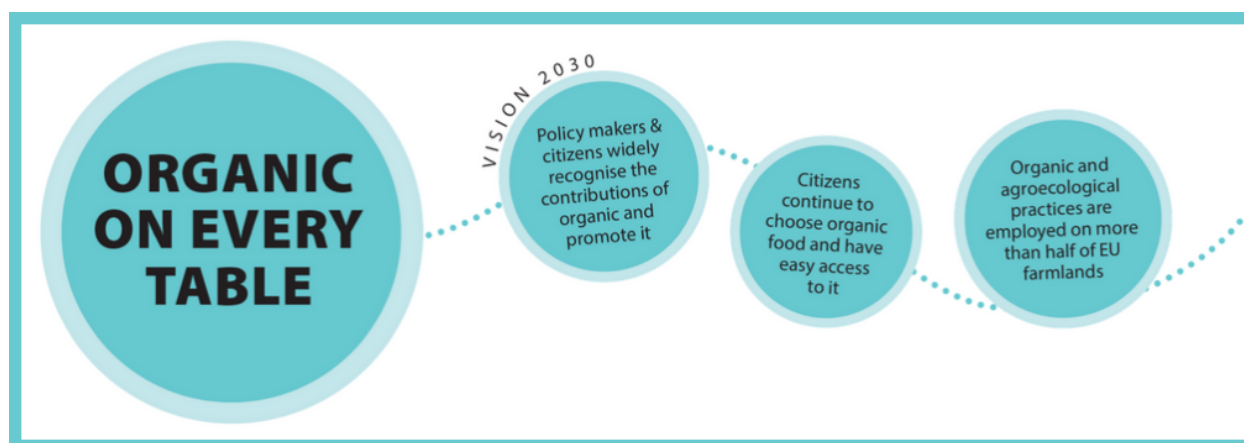 ORGANIC
ON EVERY
TABLE
VISION 2030
Policy makers &
citizens widely
recognise the
contributions of
organic and
promote it
Citizens
continue to
choose organic
food and have
easy access
to it
Organic and
agroecological
practices are
employed on more
than half of EU
farmlands